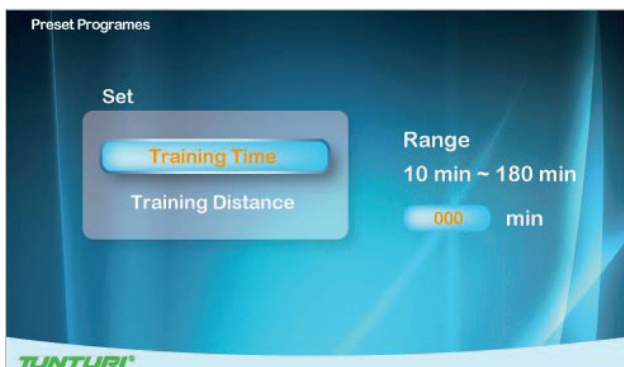 Preset Programes
Set
Training Time
Training Distance
Range
10 min ~ 180 min
000 min
TUNTURI®